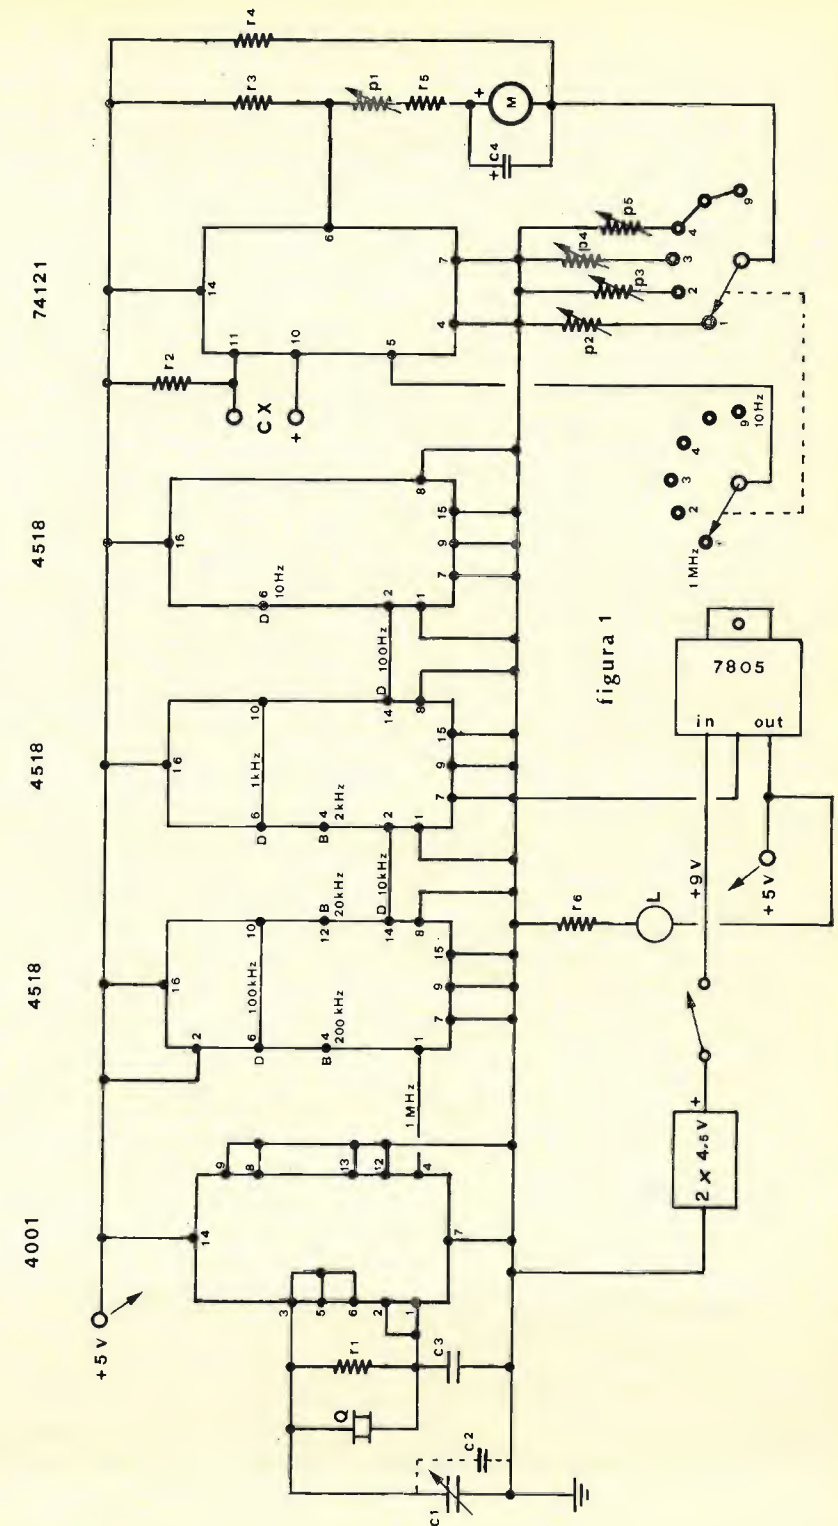 4001
4518
4518
4518
74121
+5V
14
3
5
6
2
1
9
8
13
12
4
7
Q
r1
C1
C2
C3
1 MHz
16
2
D 6
100kHz
10
B 4
200 kHz
12 B
20kHz
1
14 D
10kHz
8
7
9
15
16
D 6
1kHz
10
B 4
2kHz
2
1
14 D
100Hz
8
7
9
15
16
D 6
10Hz
2
1
8
7
9
15
r2
CX
+
14
11
10
5
4
7
6
r3
r4
p1
r5
+
M
+ C4
p2
p3
p4
p5
1
2
3
4
9
1 MHz
2
3
4
9
10Hz
figura 1
2 x 4,5 V
+
+9V
r6
L
+5V
7805
in
out